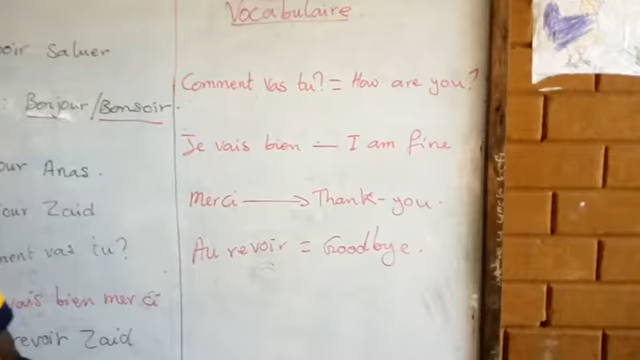 Vocabulaire
oir saluer
: Bonjour/Bonsoir.
our Anas.
our Zaid
ment vas tu?
vais bien merci
revoir Zaid
Comment vas tu? = How are you?
Je vais bien — I am fine
Merci → Thank-you.
Au revoir = Goodbye.